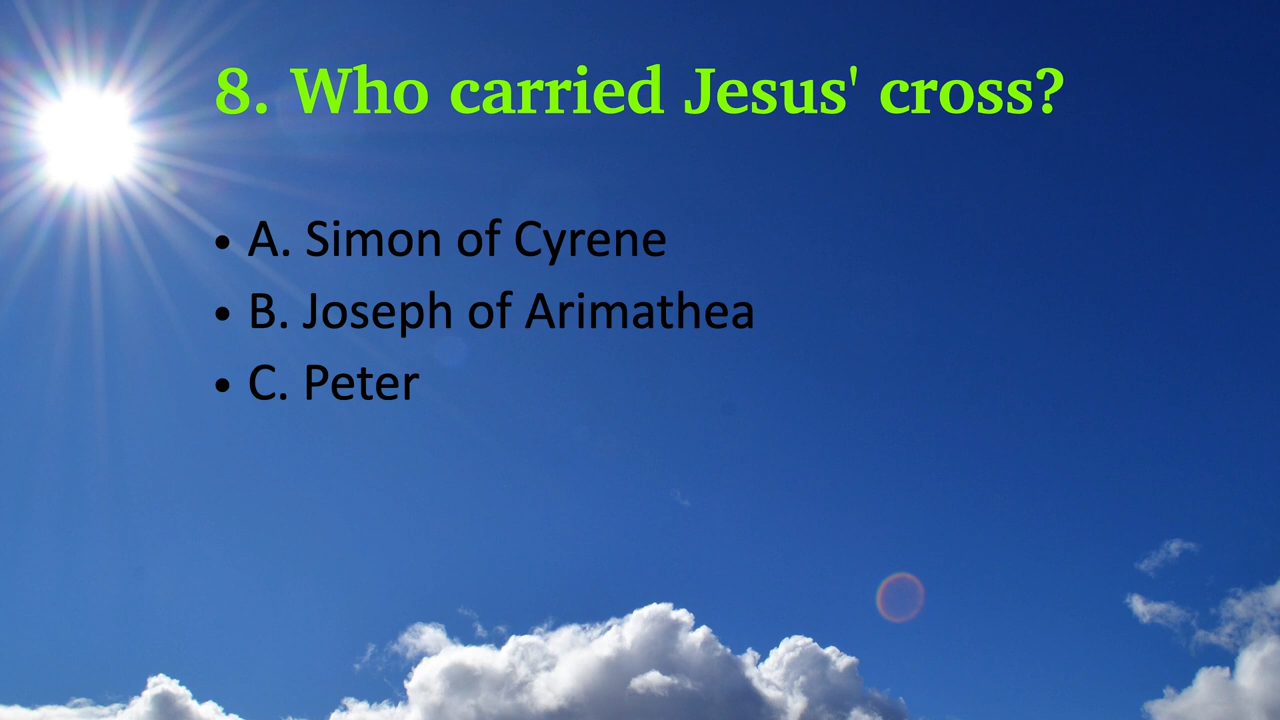 8. Who carried Jesus' cross?
• A. Simon of Cyrene
• B. Joseph of Arimathea
• C. Peter